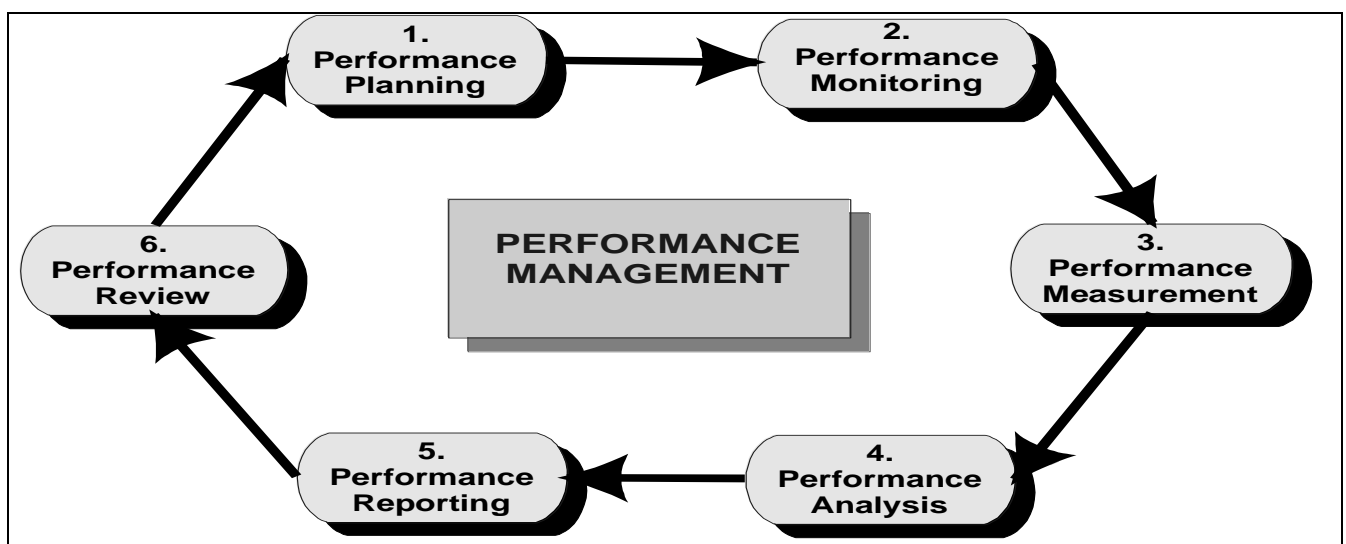 1.
Performance
Planning
2.
Performance
Monitoring
3.
Performance
Measurement
4.
Performance
Analysis
5.
Performance
Reporting
6.
Performance
Review
PERFORMANCE
MANAGEMENT